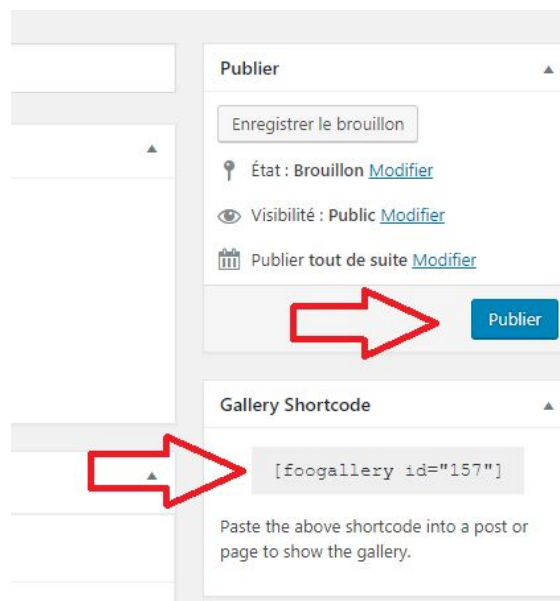 Publier
Enregistrer le brouillon
État : Brouillon Modifier
Visibilité : Public Modifier
Publier tout de suite Modifier
Publier
Gallery Shortcode
[foogallery id="157"]
Paste the above shortcode into a post or
page to show the gallery.